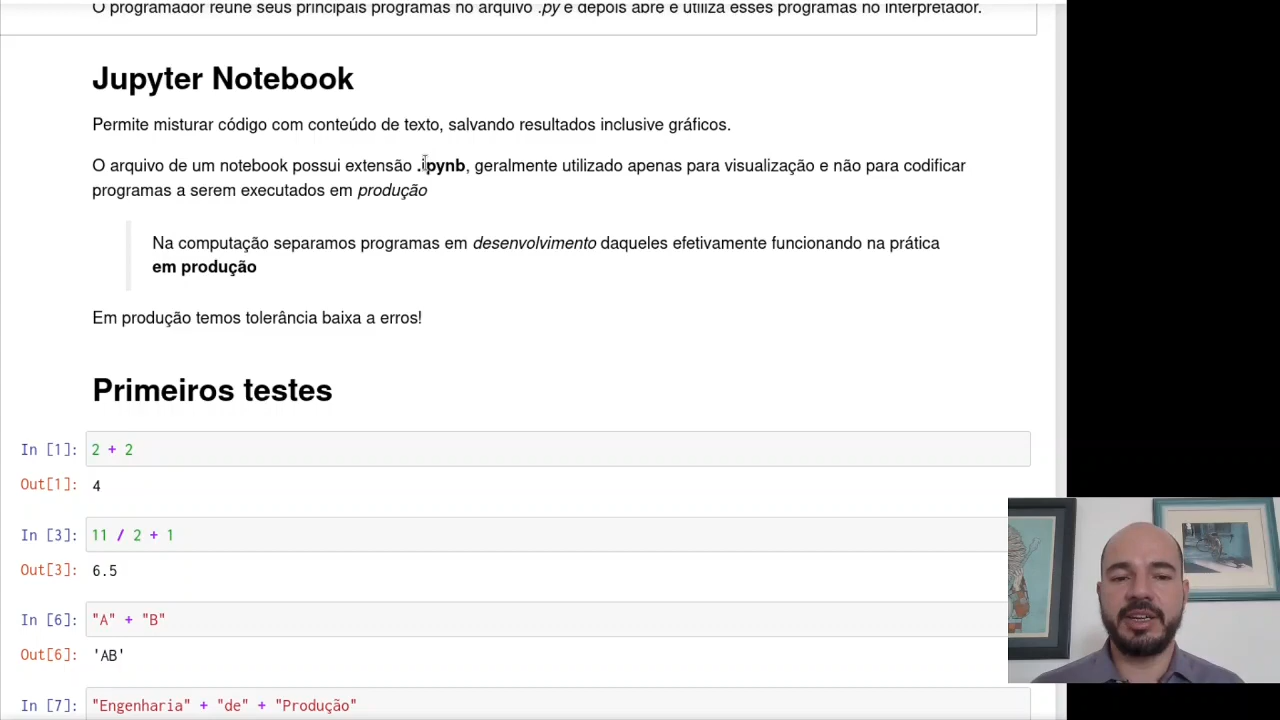 O programador reúne seus principais programas no arquivo .py e depois abre e utiliza esses programas no interpretador.
Jupyter Notebook
Permite misturar código com conteúdo de texto, salvando resultados inclusive gráficos.
O arquivo de um notebook possui extensão .ipynb, geralmente utilizado apenas para visualização e não para codificar
programas a serem executados em produção
Na computação separamos programas em desenvolvimento daqueles efetivamente funcionando na prática
em produção
Em produção temos tolerância baixa a erros!
Primeiros testes
In [1]: 2 + 2
Out[1]: 4
In [3]: 11 / 2 + 1
Out[3]: 6.5
In [6]: "A" + "B"
Out[6]: 'AB'
In [7]: "Engenharia" + "de" + "Produção"